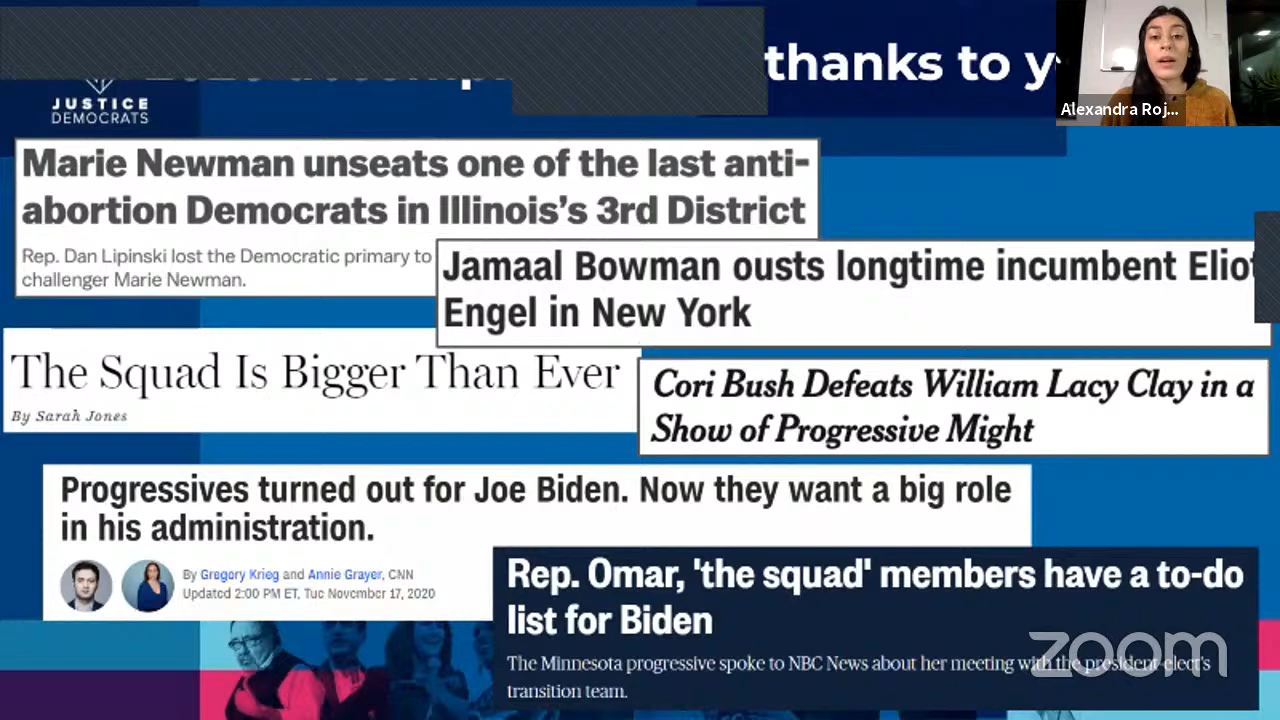 thanks to y
Alexandra Roj...
JUSTICE
DEMOCRATS
Marie Newman unseats one of the last anti-
abortion Democrats in Illinois's 3rd District
Rep. Dan Lipinski lost the Democratic primary to
challenger Marie Newman.
Jamaal Bowman ousts longtime incumbent Eliot
Engel in New York
The Squad Is Bigger Than Ever
By Sarah Jones
Cori Bush Defeats William Lacy Clay in a
Show of Progressive Might
Progressives turned out for Joe Biden. Now they want a big role
in his administration.
By Gregory Krieg and Annie Grayer, CNN
Updated 2:00 PM ET, Tue November 17, 2020
Rep. Omar, 'the squad' members have a to-do
list for Biden
The Minnesota progressive spoke to NBC News about her meeting with the president-elect's
transition team.
zoom